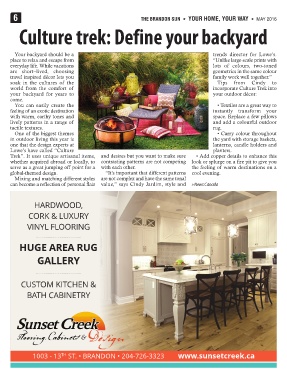 6
THE BRANDON SUN • YOUR HOME, YOUR WAY • MAY 2016
Culture trek: Define your backyard
Your backyard should be a
place to relax and escape from
everyday life. While vacations
are short-lived, choosing
travel inspired décor lets you
soak in the cultures of the
world from the comfort of
your backyard for years to
come.
You can easily create the
feeling of an exotic destination
with warm, earthy tones and
lively patterns in a range of
tactile textures.
One of the biggest themes
in outdoor living this year is
one that the design experts at
Lowe's have called "Culture
Trek". It uses unique artisanal items,
whether acquired abroad or locally, to
serve as a great jumping off point for a
global-themed design.
Mixing and matching different styles
can become a reflection of personal flair
and desires but you want to make sure
contrasting patterns are not competing
with each other.
"It's important that different patterns
are not complex and have the same tonal
value," says Cindy Jardim, style and
trends director for Lowe's.
"Unlike large-scale prints with
lots of colours, two-toned
geometrics in the same colour
family work well together."
Tips from Cindy to
incorporate Culture Trek into
your outdoor décor:
• Textiles are a great way to
instantly transform your
space. Replace a few pillows
and add a colourful outdoor
rug.
• Carry colour throughout
the yard with storage baskets,
lanterns, candle holders and
planters.
• Add copper details to enhance this
look or splurge on a fire pit to give you
the feeling of warm destinations on a
cool evening.
»News Canada
HARDWOOD,
CORK & LUXURY
VINYL FLOORING
HUGE AREA RUG
GALLERY
CUSTOM KITCHEN &
BATH CABINETRY
Sunset Creek
Flooring, Cabinets & Design
1003 - 13TH ST. • BRANDON • 204-726-3323 www.sunsetcreek.ca